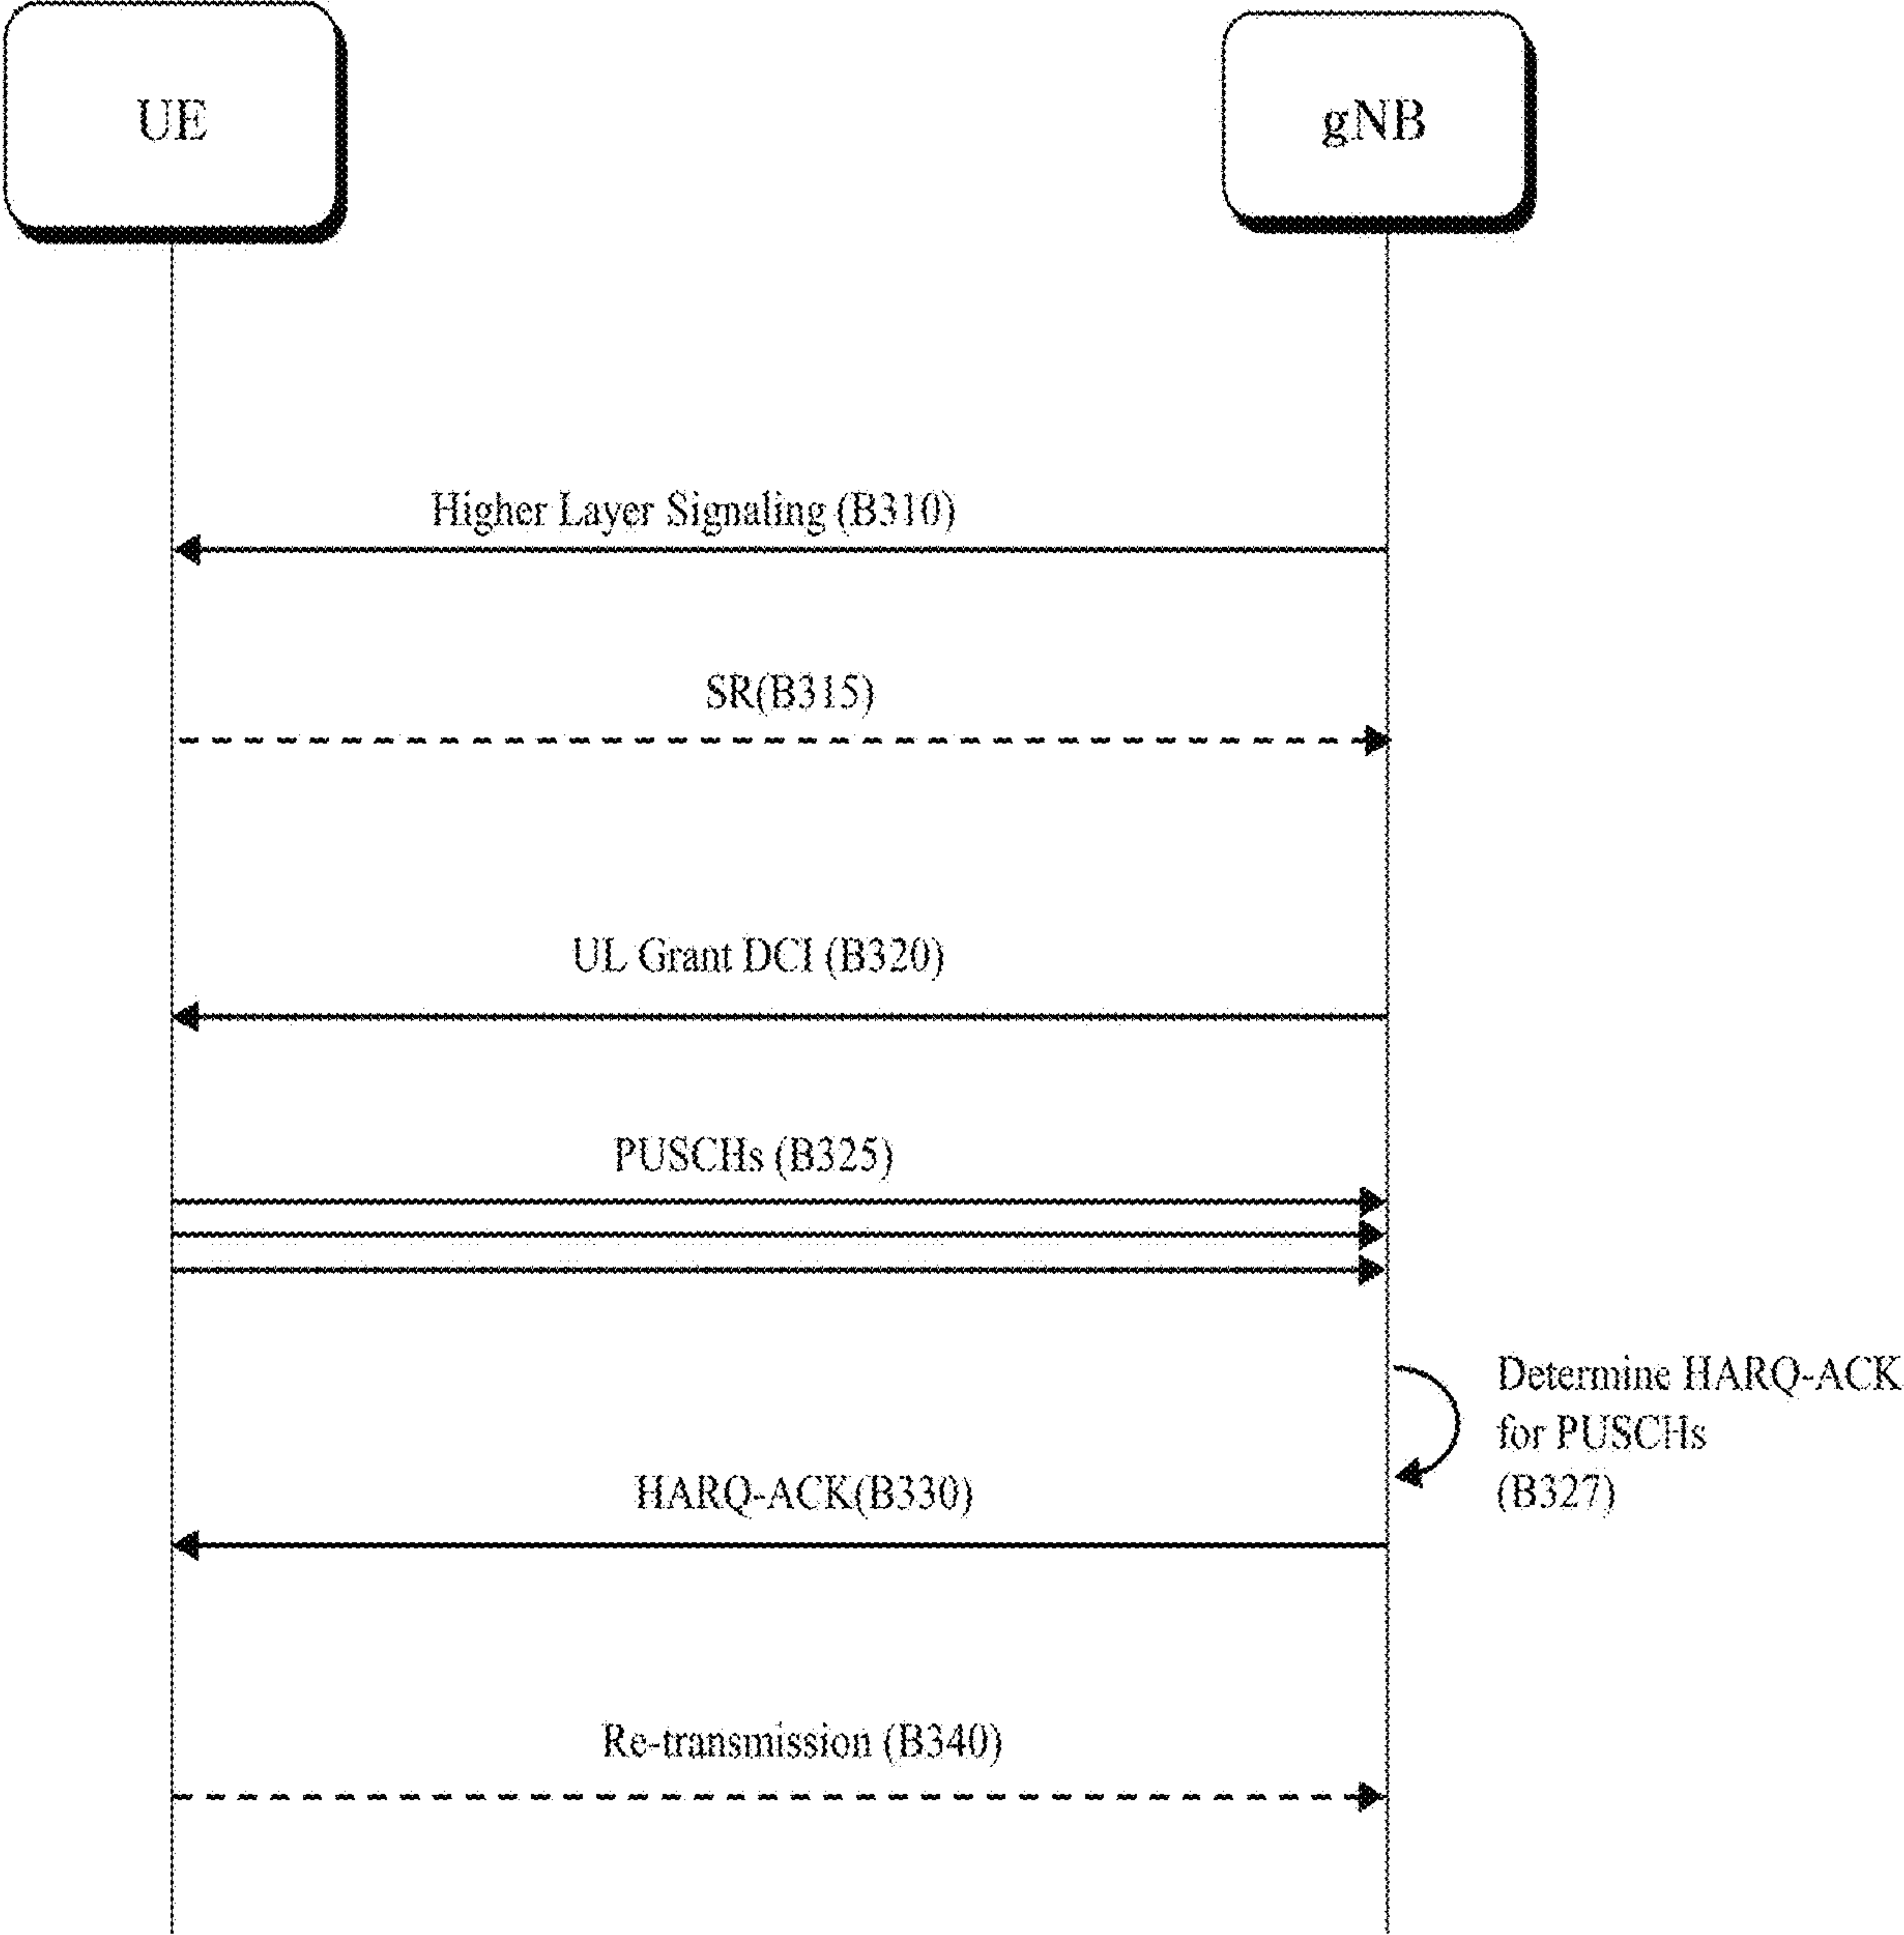 UE
gNB
Higher Layer Signaling (B310)
SR(B315)
UL Grant DCI (B320)
PUSCHs (B325)
Determine HARQ-ACK
for PUSCHs
(B327)
HARQ-ACK(B330)
Re-transmission (B340)